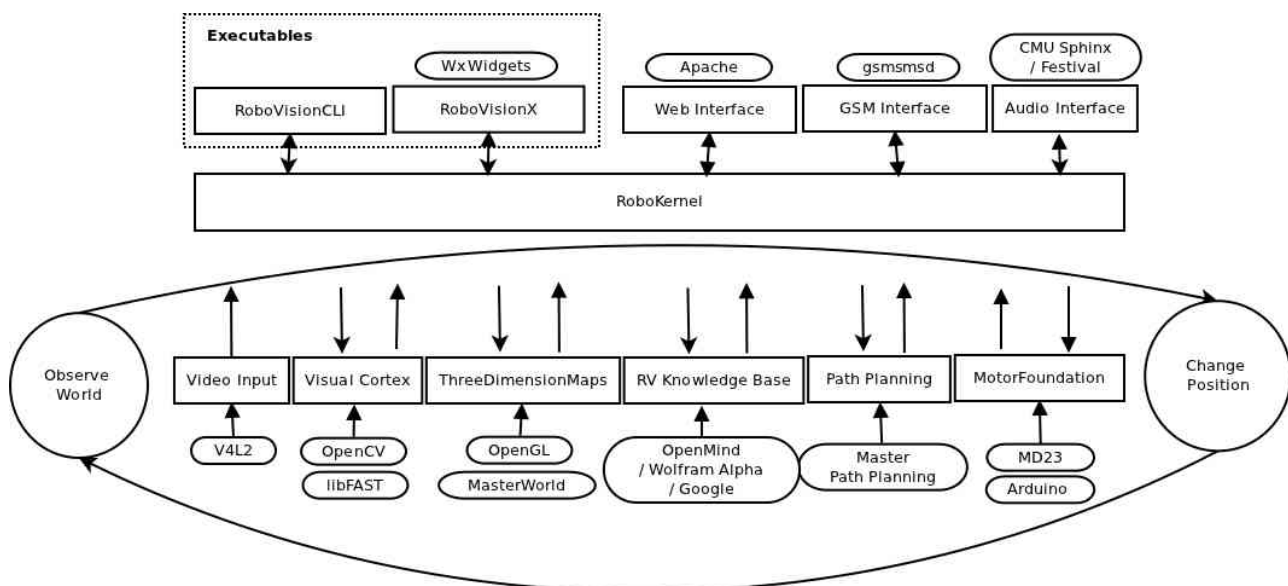 Executables
WxWidgets
Apache
gsmsmsd
CMU Sphinx
/ Festival
RoboVisionCLI
RoboVisionX
Web Interface
GSM Interface
Audio Interface
RoboKernel
Observe
World
Video Input
Visual Cortex
ThreeDimensionMaps
RV Knowledge Base
Path Planning
MotorFoundation
Change
Position
V4L2
OpenCV
libFAST
OpenGL
MasterWorld
OpenMind
/ Wolfram Alpha
/ Google
Master
Path Planning
MD23
Arduino